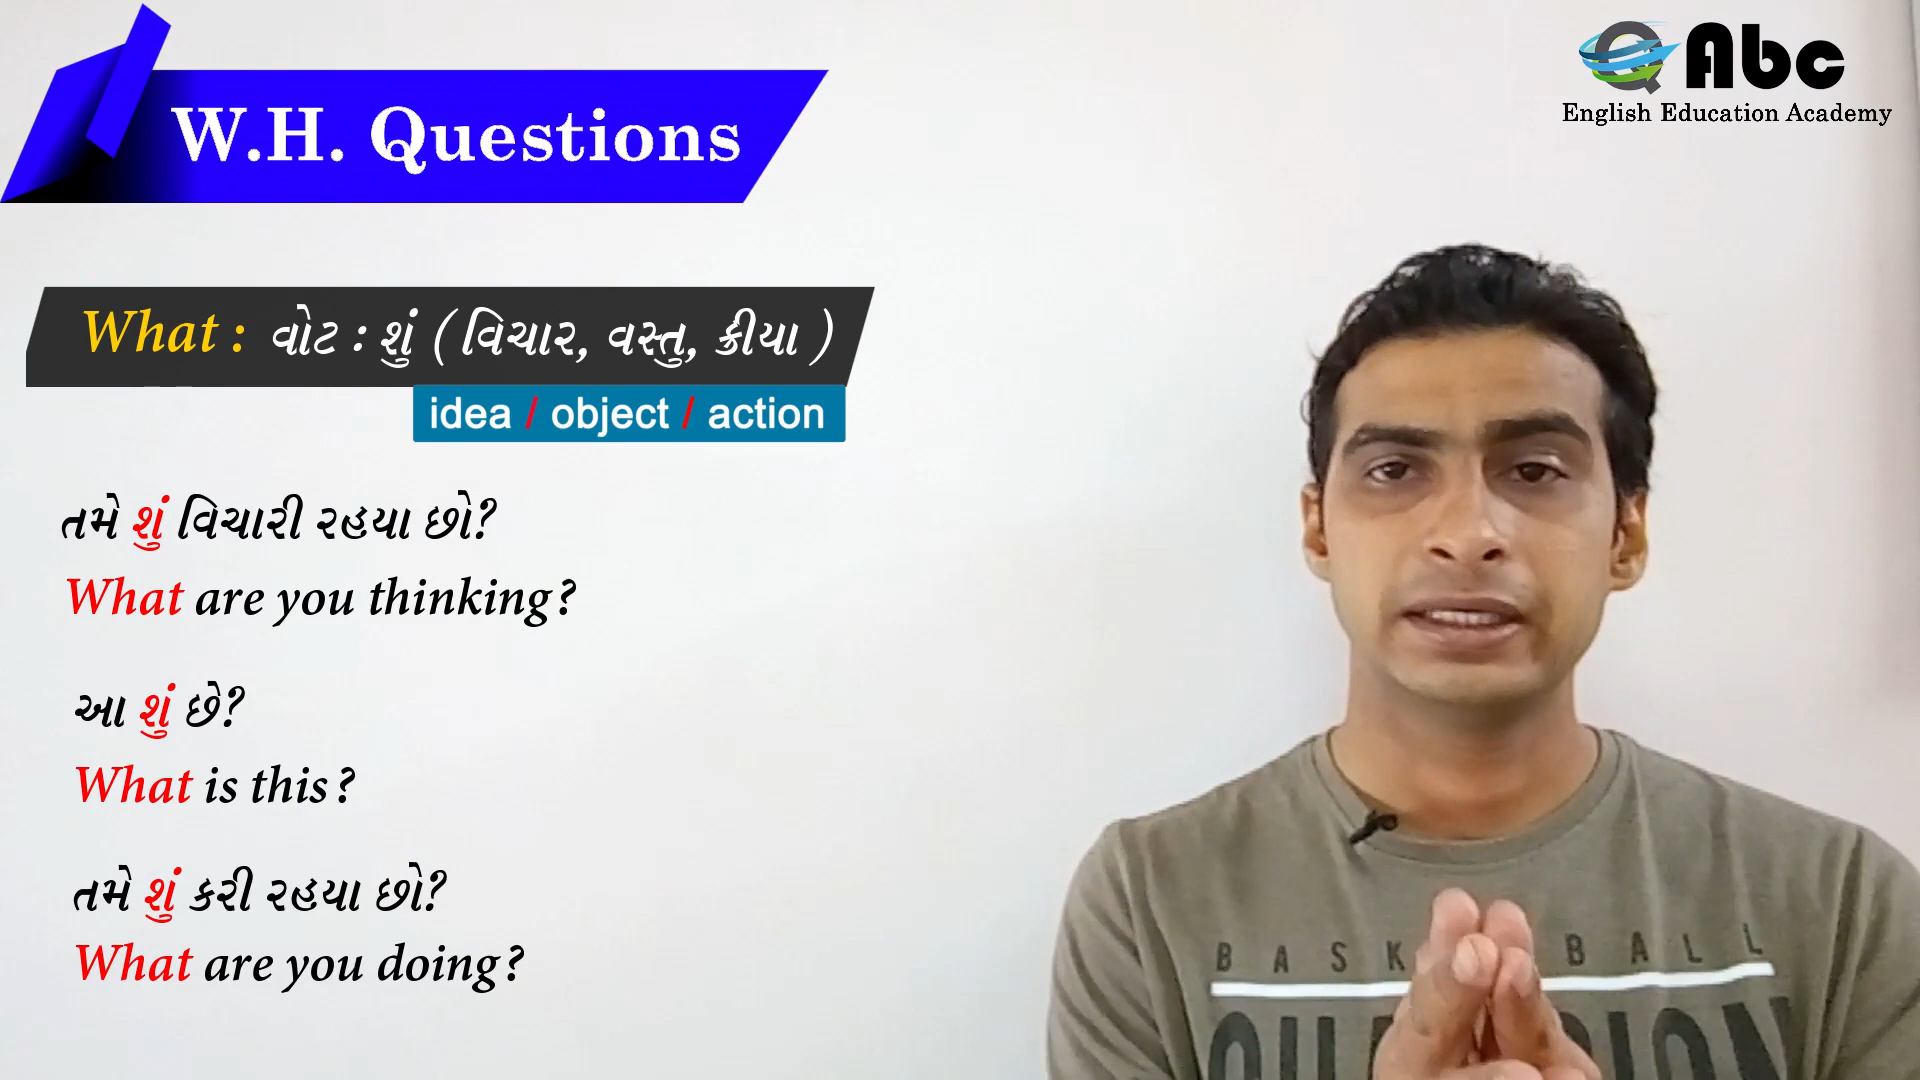 W.H. Questions
Abc
English Education Academy
What : વોટ : શું ( વિચાર, વસ્તુ, ક્રીયા )
idea / object / action
તમે શું વિચારી રહયા છો?
What are you thinking?
આ શું છે?
What is this?
તમે શું કરી રહયા છો?
What are you doing?
B A S K B A L L